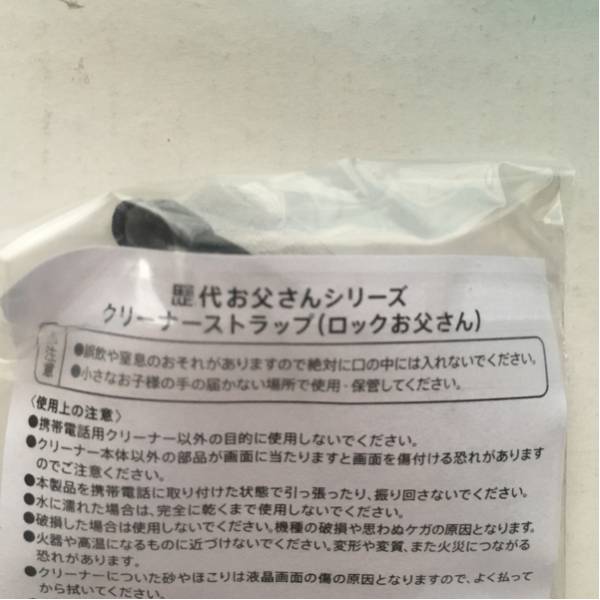 歴代お父さんシリーズ
クリーナーストラップ(ロックお父さん)
注意
●誤飲や窒息のおそれがありますので絶対に口の中には入れないでください。
●小さなお子様の手の届かない場所で使用・保管してください。
〈使用上の注意〉
●携帯電話用クリーナー以外の目的に使用しないでください。
●クリーナー本体以外の部品が画面に当たりますと画面を傷付ける恐れがあります
のでご注意ください。
●本製品を携帯電話に取り付けた状態で引っ張ったり、振り回さないでください。
●水に濡れた場合は、完全に乾くまで使用しないでください。
●破損した場合は使用しないでください。機種の破損や思わぬケガの原因となります。
●火器や高温になるものに近づけないでください。変形や変質、また火災につながる
恐れがあります。
●クリーナーについた砂やほこりは液晶画面の傷の原因となりますので、よく払って
から拭いてください。